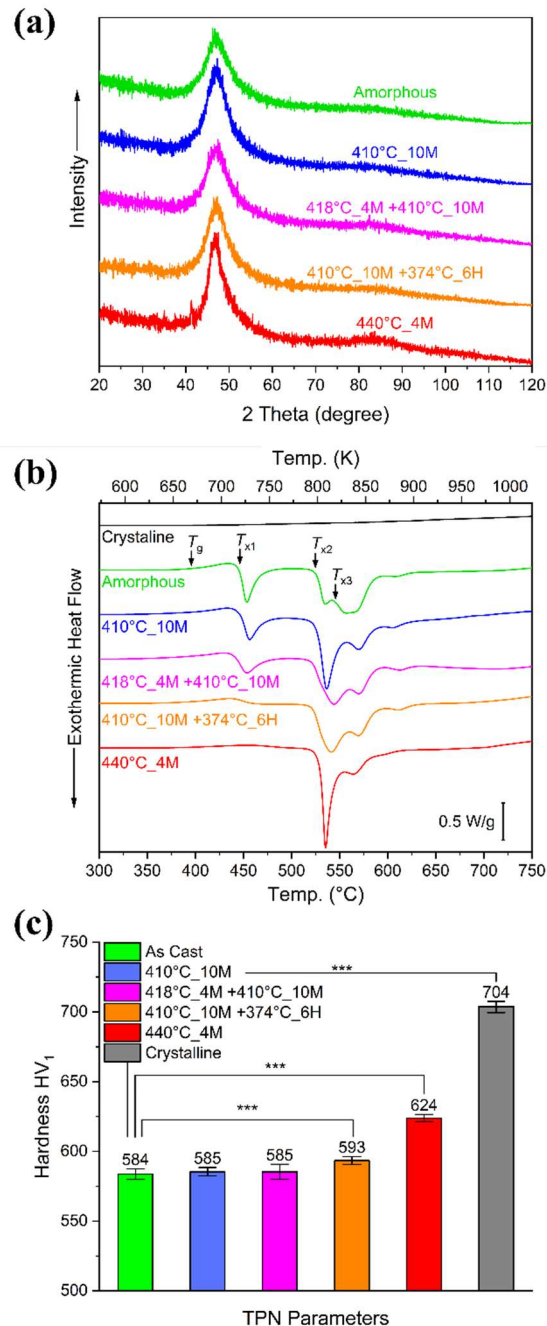 (a)
Intensity
Amorphous
410°C_10M
418°C_4M +410°C_10M
410°C_10M +374°C_6H
440°C_4M
20 30 40 50 60 70 80 90 100 110 120
2 Theta (degree)
(b)
Temp. (K)
600 650 700 750 800 850 900 950 1000
Crystaline
Tg
Tx1
Tx2
Tx3
Amorphous
410°C_10M
418°C_4M +410°C_10M
410°C_10M +374°C_6H
440°C_4M
Exothermic Heat Flow
0.5 W/g
300 350 400 450 500 550 600 650 700 750
Temp. (°C)
(c)
750
700
650
600
550
500
Hardness HV1
As Cast
410°C_10M
418°C_4M +410°C_10M
410°C_10M +374°C_6H
440°C_4M
Crystalline
***
***
***
584
585
585
593
624
704
TPN Parameters